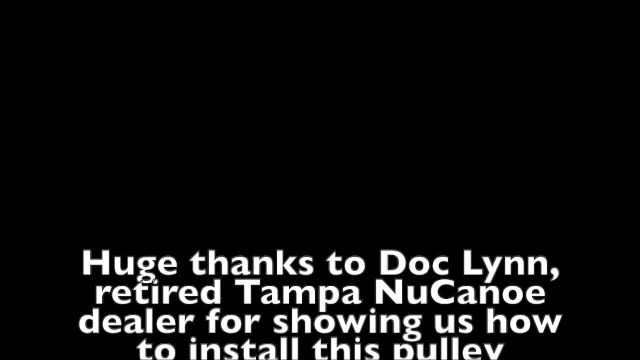 Huge thanks to Doc Lynn,
retired Tampa NuCanoe
dealer for showing us how
to install this pulley